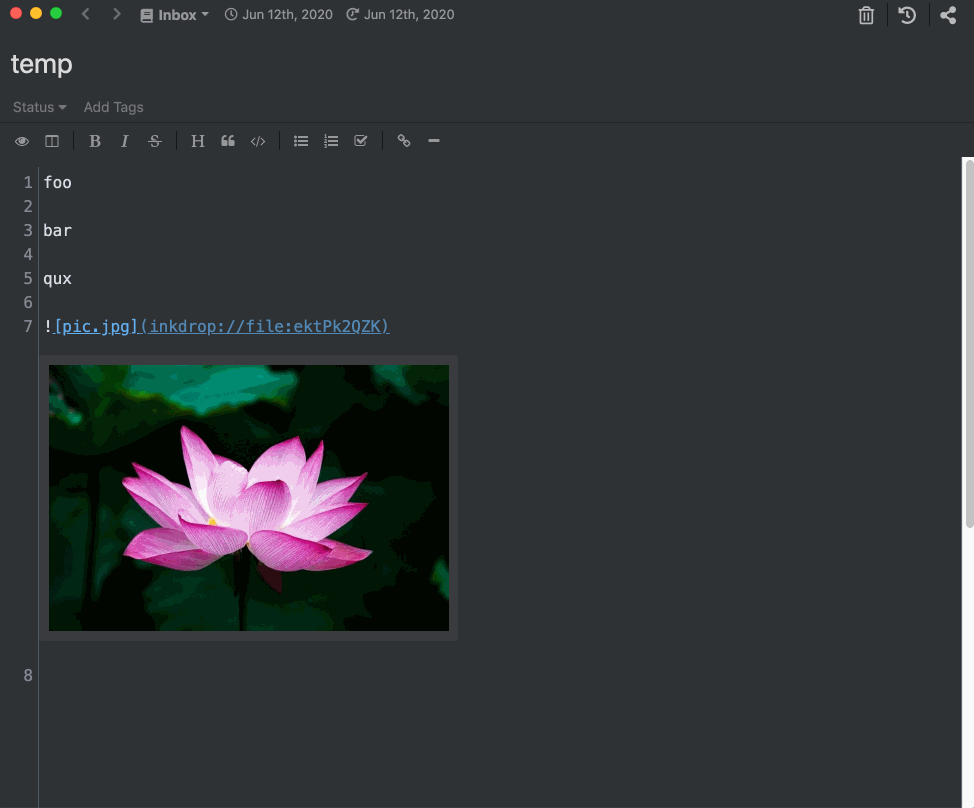 Inbox Jun 12th, 2020 Jun 12th, 2020
temp
Status Add Tags
B I S H </>
1 foo
2
3 bar
4
5 qux
6
7 ![pic.jpg](inkdrop://file:ektPk2QZK)
8